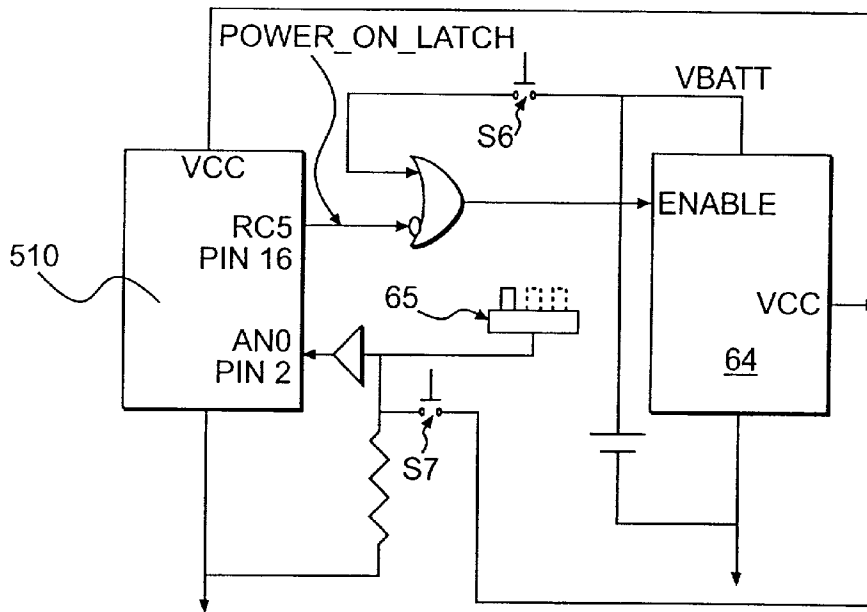 POWER_ON_LATCH
VBATT
S6
VCC
RC5
PIN 16
ENABLE
510
65
VCC
AN0
PIN 2
64
S7